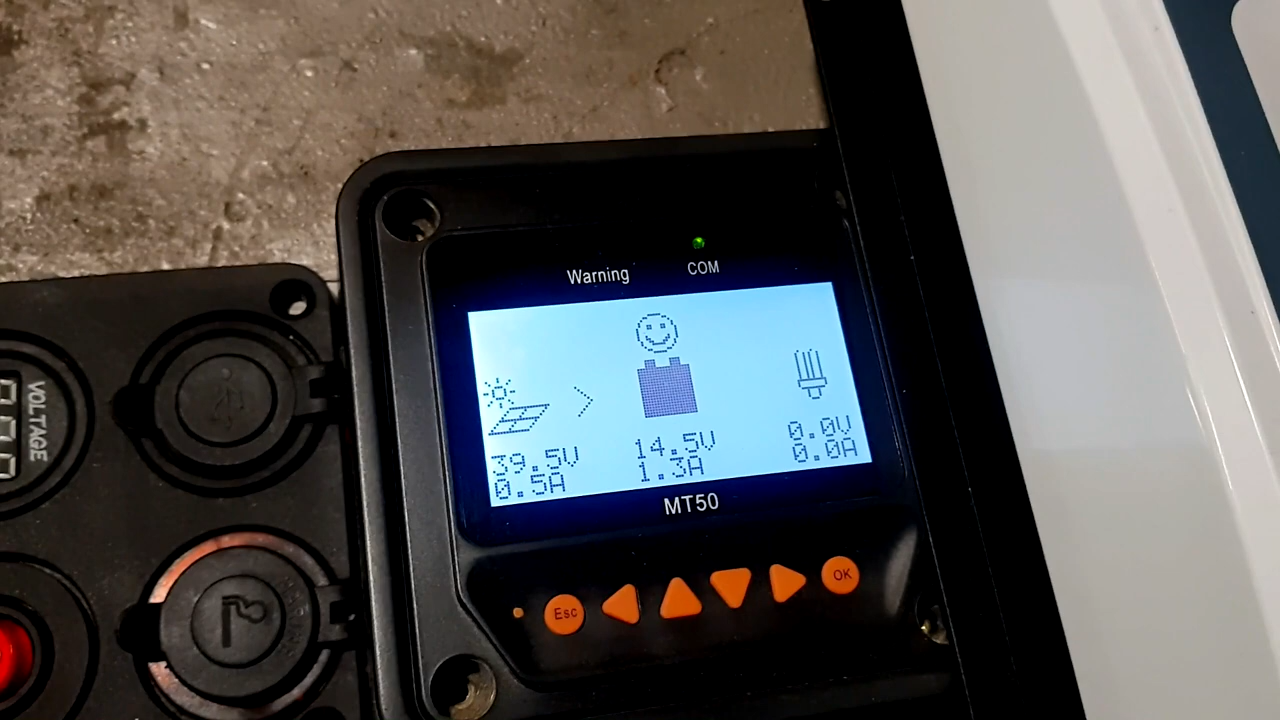 Warning
COM
39.5V
0.5A
14.5V
1.3A
0.0V
0.0A
MT50
Esc
OK
VOLTAGE